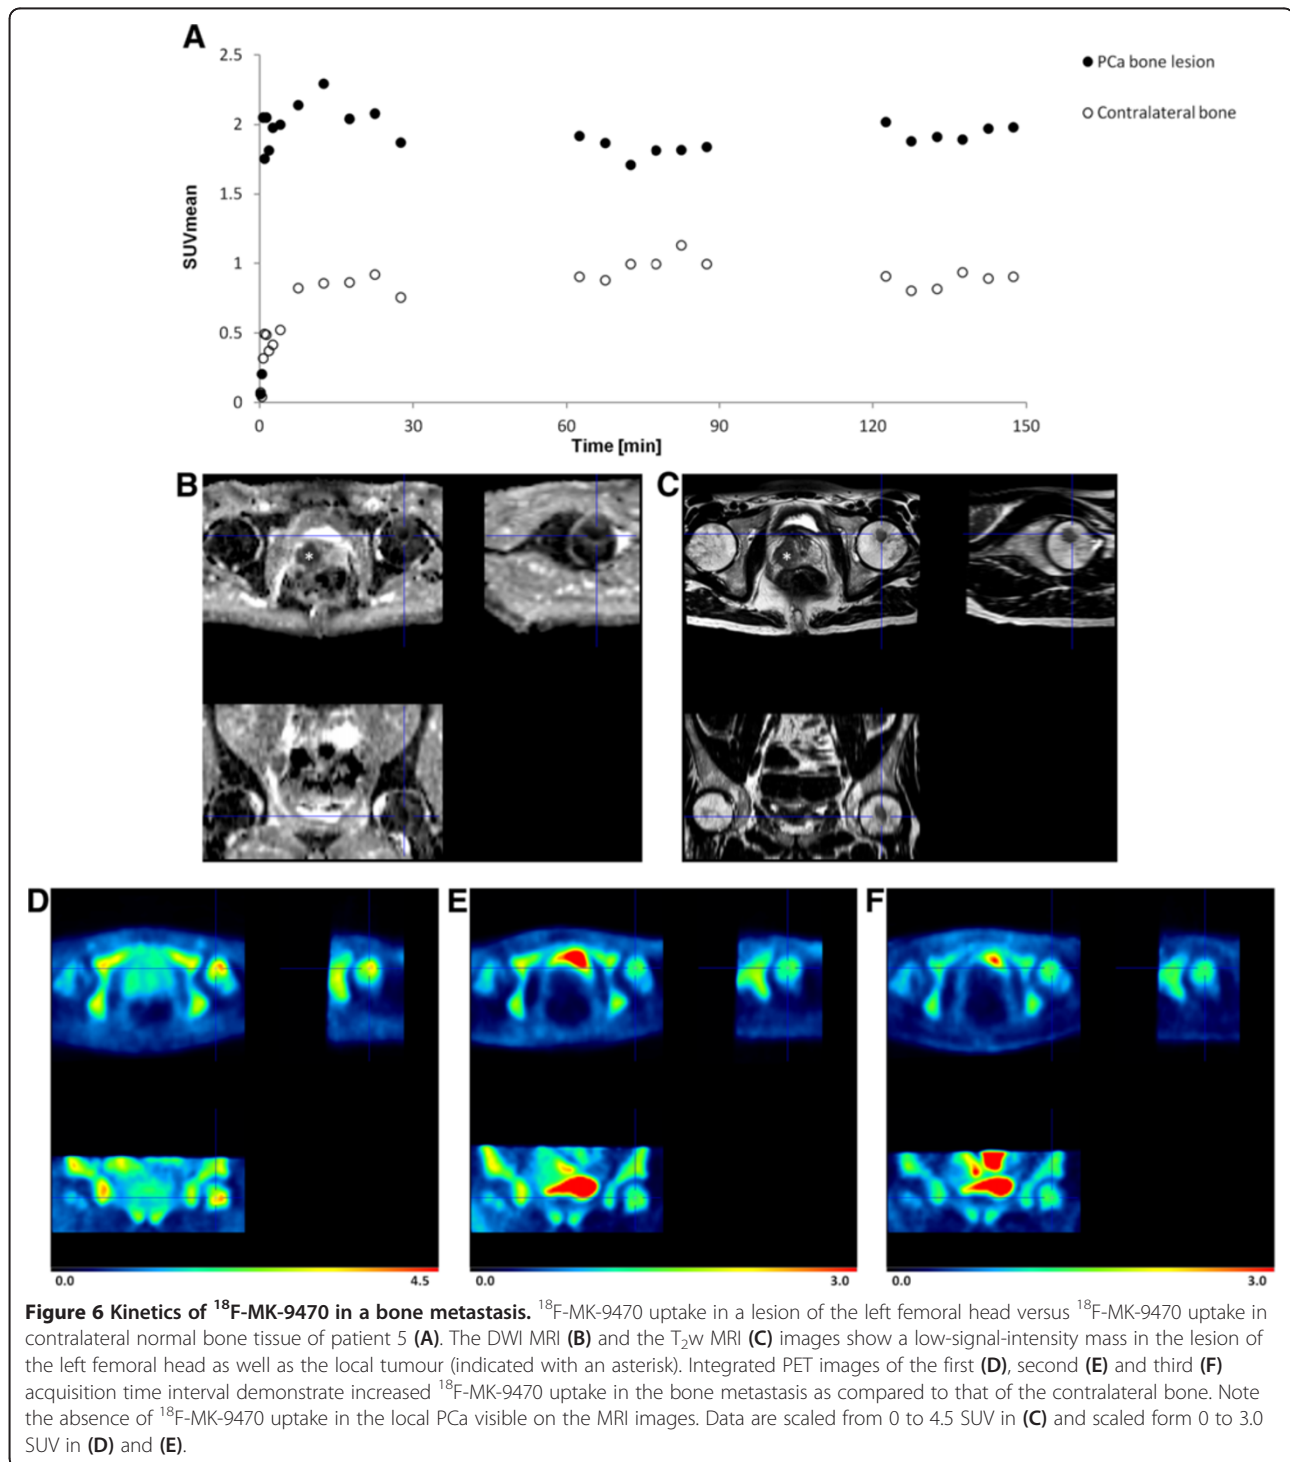 A
2.5
2
1.5
1
0.5
0
SUVmean
0 30 60 90 120 150
Time [min]
● PCa bone lesion
○ Contralateral bone
B
*
C
*
D
0.0 4.5
E
0.0 3.0
F
0.0 3.0
Figure 6 Kinetics of ¹⁸F-MK-9470 in a bone metastasis. ¹⁸F-MK-9470 uptake in a lesion of the left femoral head versus ¹⁸F-MK-9470 uptake in
contralateral normal bone tissue of patient 5 (A). The DWI MRI (B) and the T₂w MRI (C) images show a low-signal-intensity mass in the lesion of
the left femoral head as well as the local tumour (indicated with an asterisk). Integrated PET images of the first (D), second (E) and third (F)
acquisition time interval demonstrate increased ¹⁸F-MK-9470 uptake in the bone metastasis as compared to that of the contralateral bone. Note
the absence of ¹⁸F-MK-9470 uptake in the local PCa visible on the MRI images. Data are scaled from 0 to 4.5 SUV in (C) and scaled form 0 to 3.0
SUV in (D) and (E).